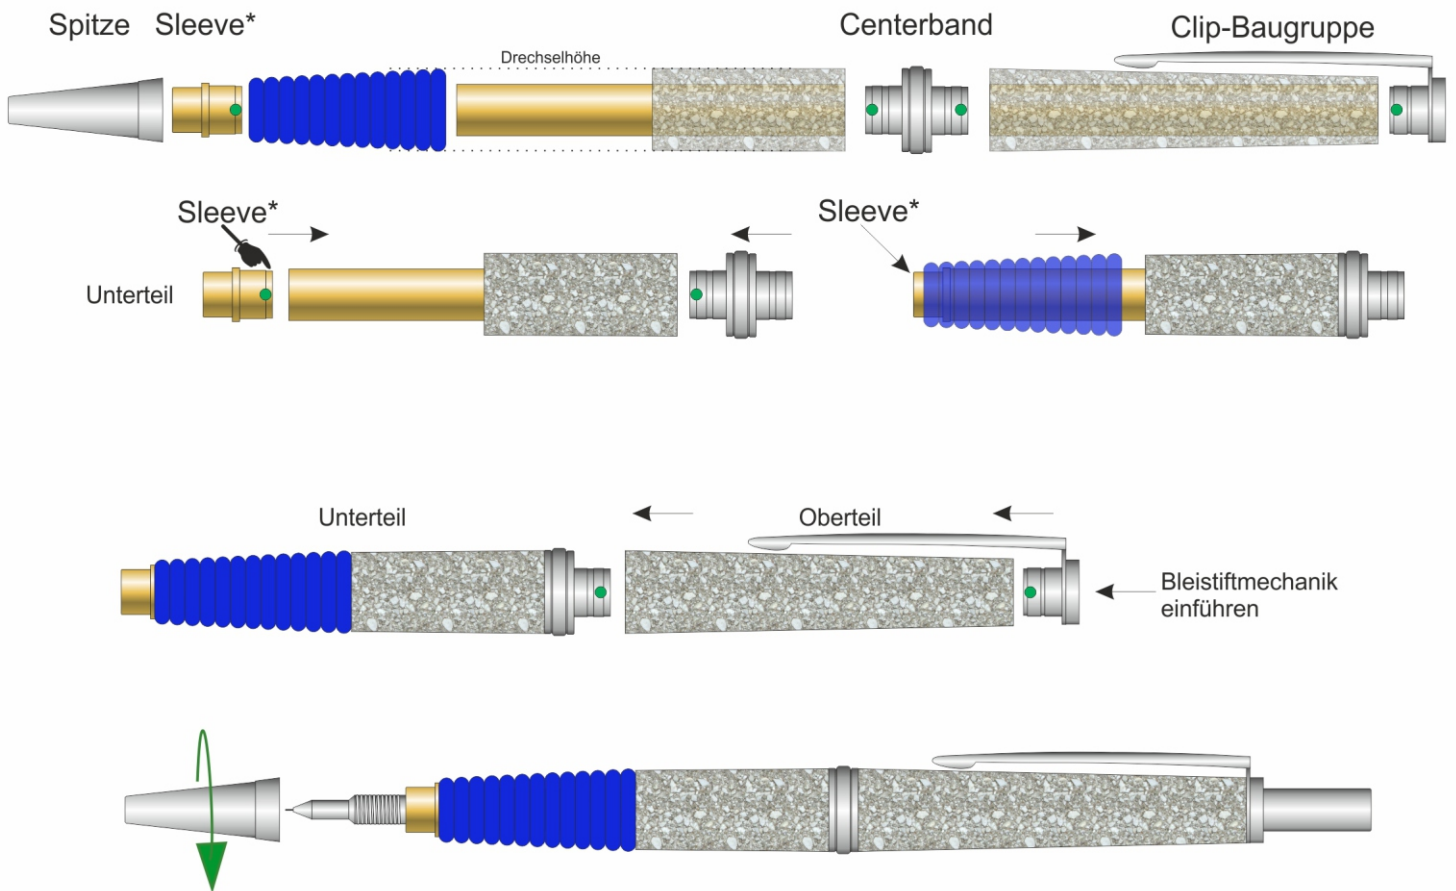 Spitze
Sleeve*
Centerband
Clip-Baugruppe
Drechselhöhe
Sleeve*
Sleeve*
Unterteil
Unterteil
Oberteil
Bleistiftmechanik
einführen